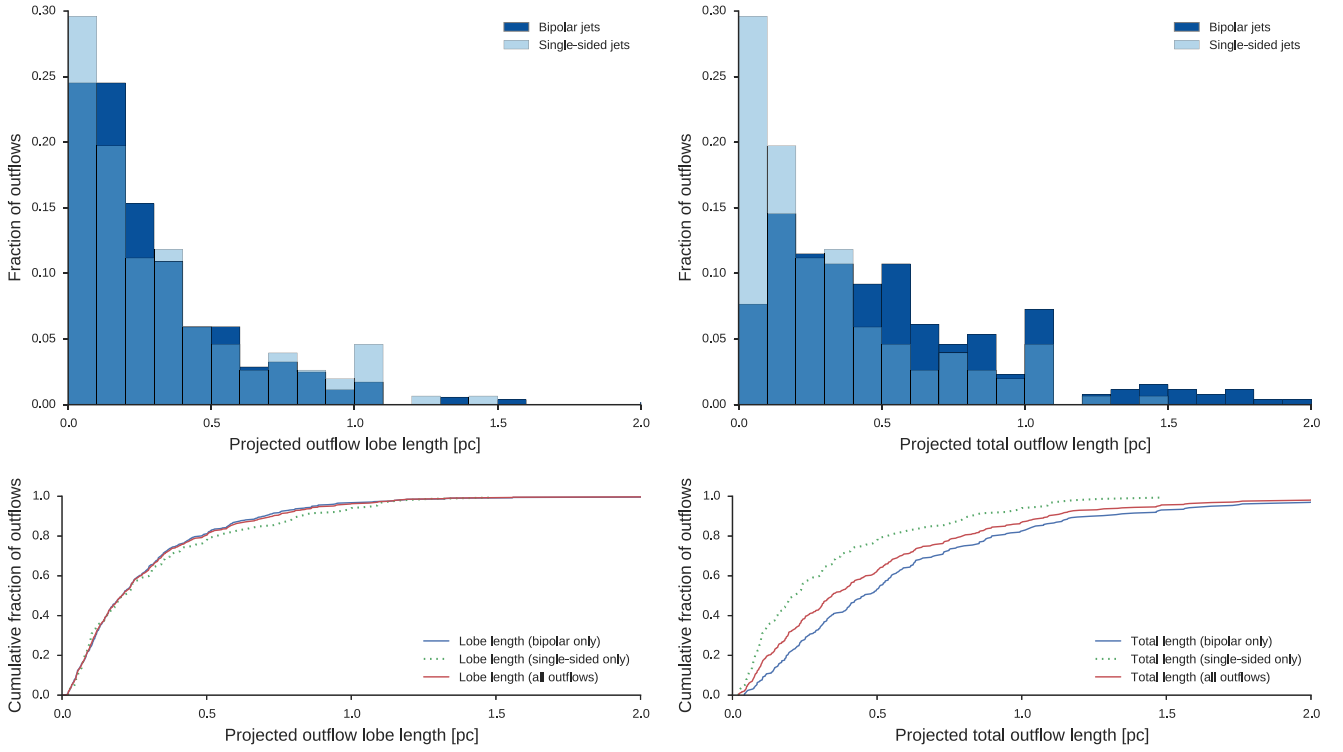 Fraction of outflows
0.30
0.25
0.20
0.15
0.10
0.05
0.00
Bipolar jets
Single-sided jets
0.0 0.5 1.0 1.5 2.0
Projected outflow lobe length [pc]
Fraction of outflows
0.30
0.25
0.20
0.15
0.10
0.05
0.00
Bipolar jets
Single-sided jets
0.0 0.5 1.0 1.5 2.0
Projected total outflow length [pc]
Cumulative fraction of outflows
1.0
0.8
0.6
0.4
0.2
0.0
Lobe length (bipolar only)
Lobe length (single-sided only)
Lobe length (all outflows)
0.0 0.5 1.0 1.5 2.0
Projected outflow lobe length [pc]
Cumulative fraction of outflows
1.0
0.8
0.6
0.4
0.2
0.0
Total length (bipolar only)
Total length (single-sided only)
Total length (all outflows)
0.0 0.5 1.0 1.5 2.0
Projected total outflow length [pc]